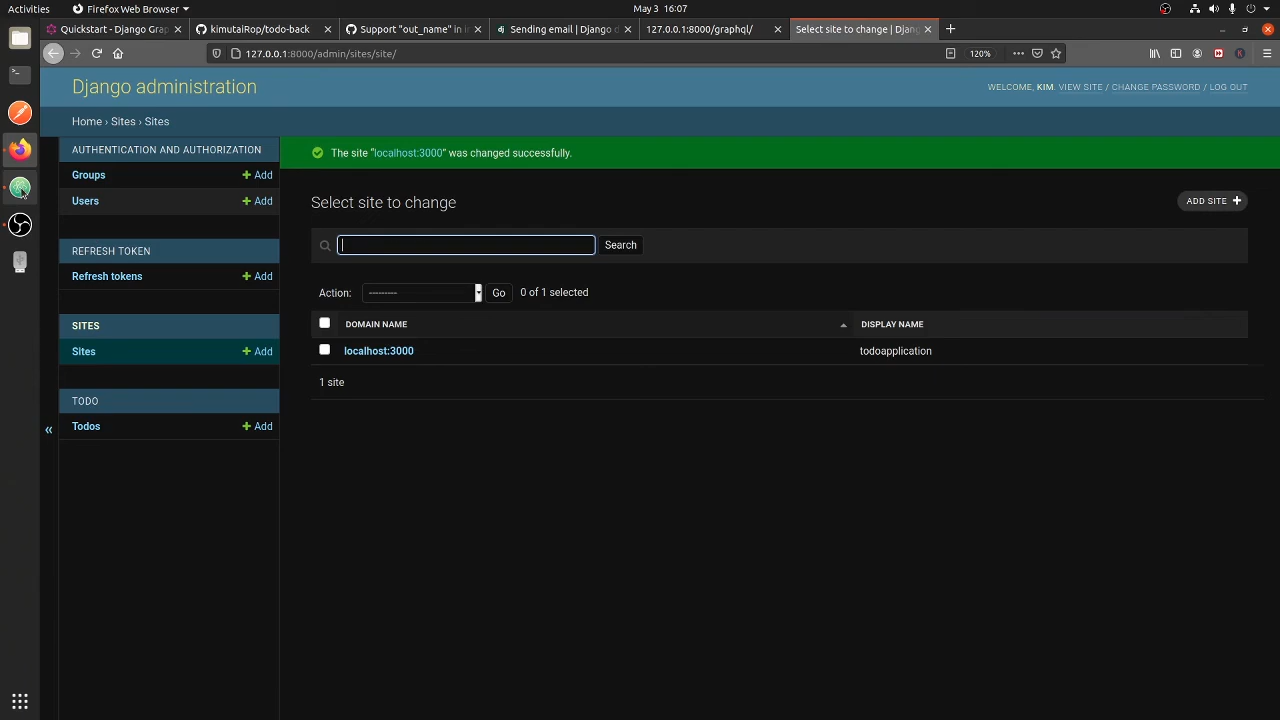 Activities
Firefox Web Browser
May 3 16:07
Quickstart - Django Grap
kimutaiRop/todo-back
Support "out_name" in i
Sending email | Django d
127.0.0.1:8000/graphql/
Select site to change | Djang
127.0.0.1:8000/admin/sites/site/
120%
Django administration
WELCOME, KIM. VIEW SITE / CHANGE PASSWORD / LOG OUT
Home › Sites › Sites
AUTHENTICATION AND AUTHORIZATION
Groups
Add
Users
Add
REFRESH TOKEN
Refresh tokens
Add
SITES
Sites
Add
TODO
Todos
Add
«
The site “localhost:3000” was changed successfully.
Select site to change
ADD SITE
Search
Action:
---------
Go
0 of 1 selected
DOMAIN NAME
DISPLAY NAME
localhost:3000
todoapplication
1 site